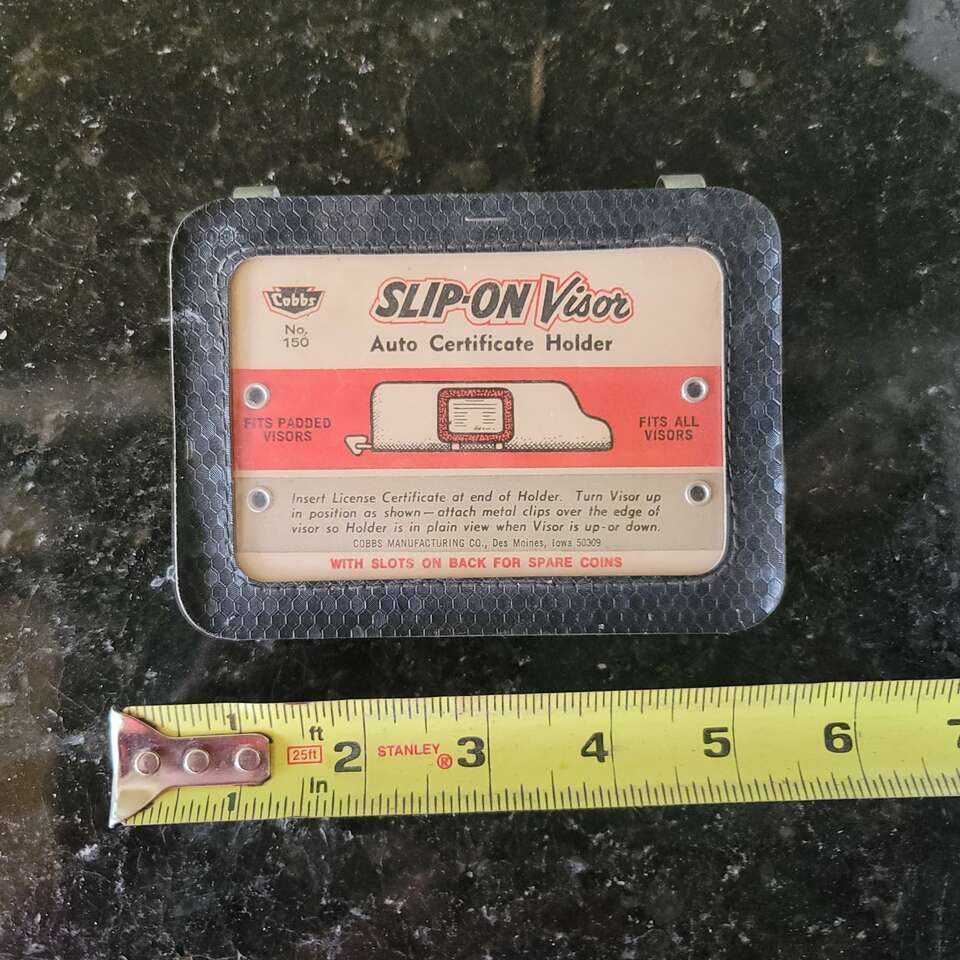 Cobbs
No. 150
SLIP-ON Visor
Auto Certificate Holder
FITS PADDED VISORS
FITS ALL VISORS
Insert License Certificate at end of Holder. Turn Visor up
in position as shown—attach metal clips over the edge of
visor so Holder is in plain view when Visor is up-or down.
COBBS MANUFACTURING CO., Des Moines, Iowa 50309
WITH SLOTS ON BACK FOR SPARE COINS
1 ft 25ft 2 STANLEY ® 3 4 5 6 7
1 In